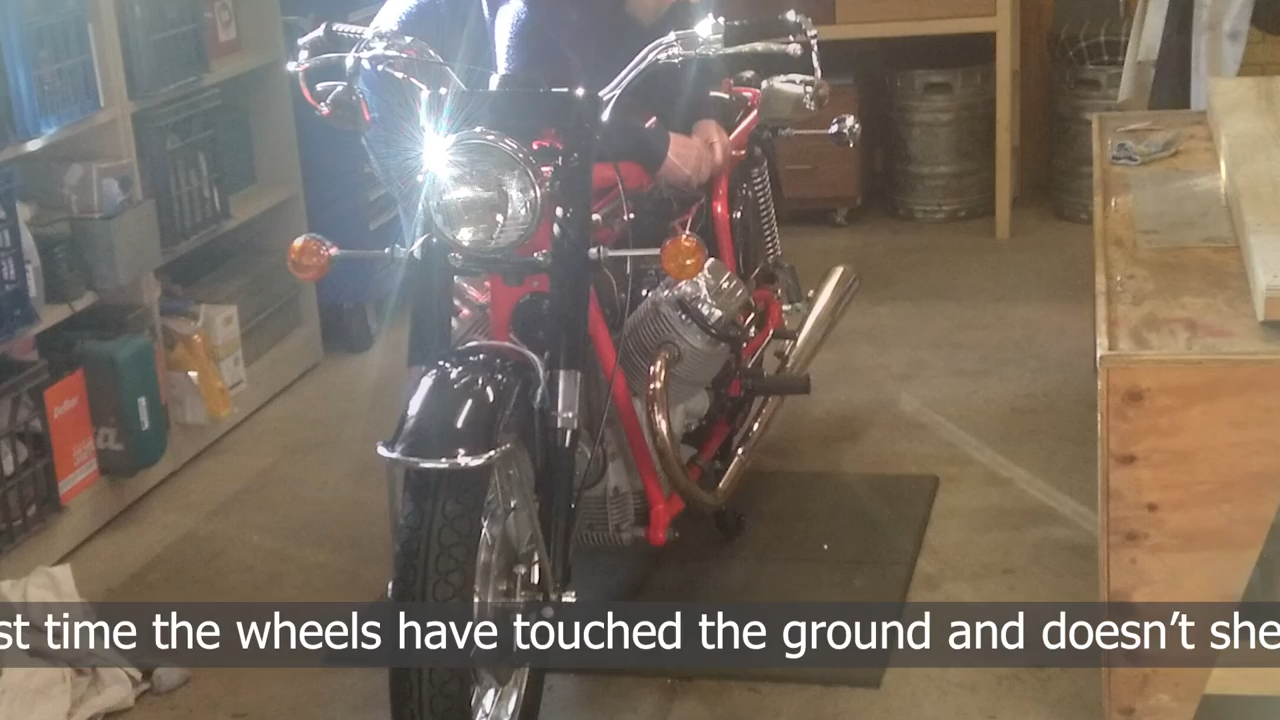 st time the wheels have touched the ground and doesn't she